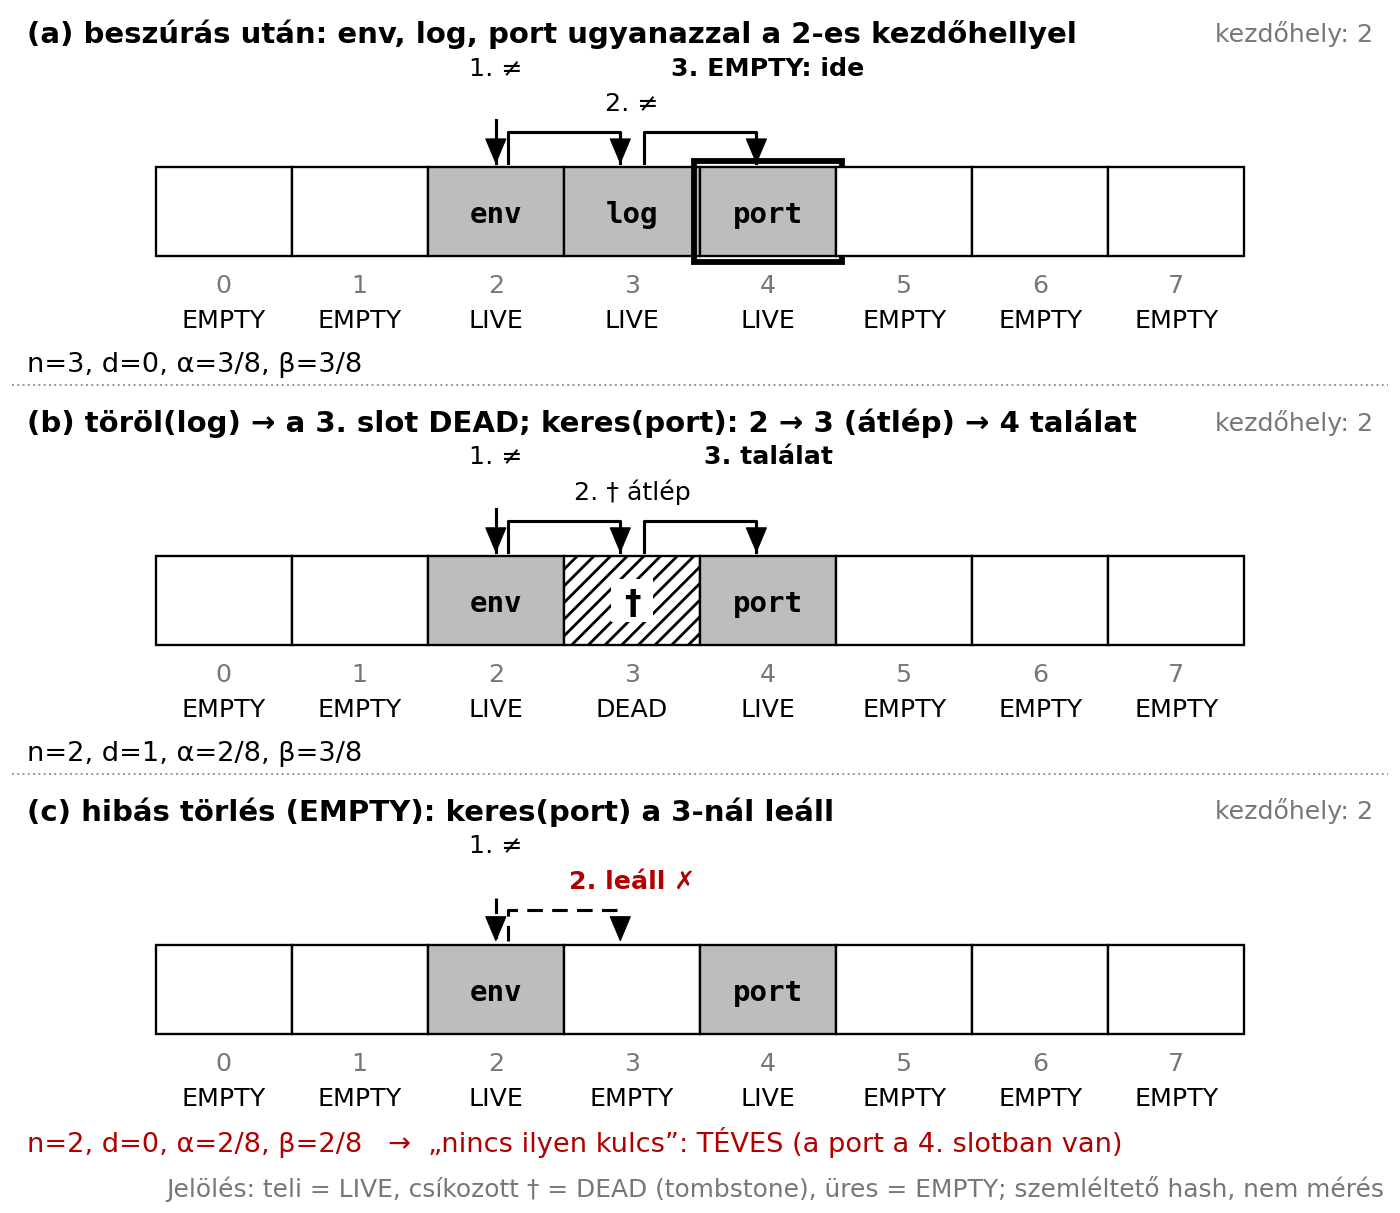 (a) beszúrás után: env, log, port ugyanazzal a 2-es kezdőhellyel
kezdőhely: 2
1. ≠
3. EMPTY: ide
2. ≠
env log port
0 1 2 3 4 5 6 7
EMPTY EMPTY LIVE LIVE LIVE EMPTY EMPTY EMPTY
n=3, d=0, α=3/8, β=3/8
(b) töröl(log) → a 3. slot DEAD; keres(port): 2 → 3 (átlép) → 4 találat
kezdőhely: 2
1. ≠
3. találat
2. † átlép
env † port
0 1 2 3 4 5 6 7
EMPTY EMPTY LIVE DEAD LIVE EMPTY EMPTY EMPTY
n=2, d=1, α=2/8, β=3/8
(c) hibás törlés (EMPTY): keres(port) a 3-nál leáll
kezdőhely: 2
1. ≠
2. leáll ✗
env port
0 1 2 3 4 5 6 7
EMPTY EMPTY LIVE EMPTY LIVE EMPTY EMPTY EMPTY
n=2, d=0, α=2/8, β=2/8 → „nincs ilyen kulcs”: TÉVES (a port a 4. slotban van)
Jelölés: teli = LIVE, csíkozott † = DEAD (tombstone), üres = EMPTY; szemléltető hash, nem mérés